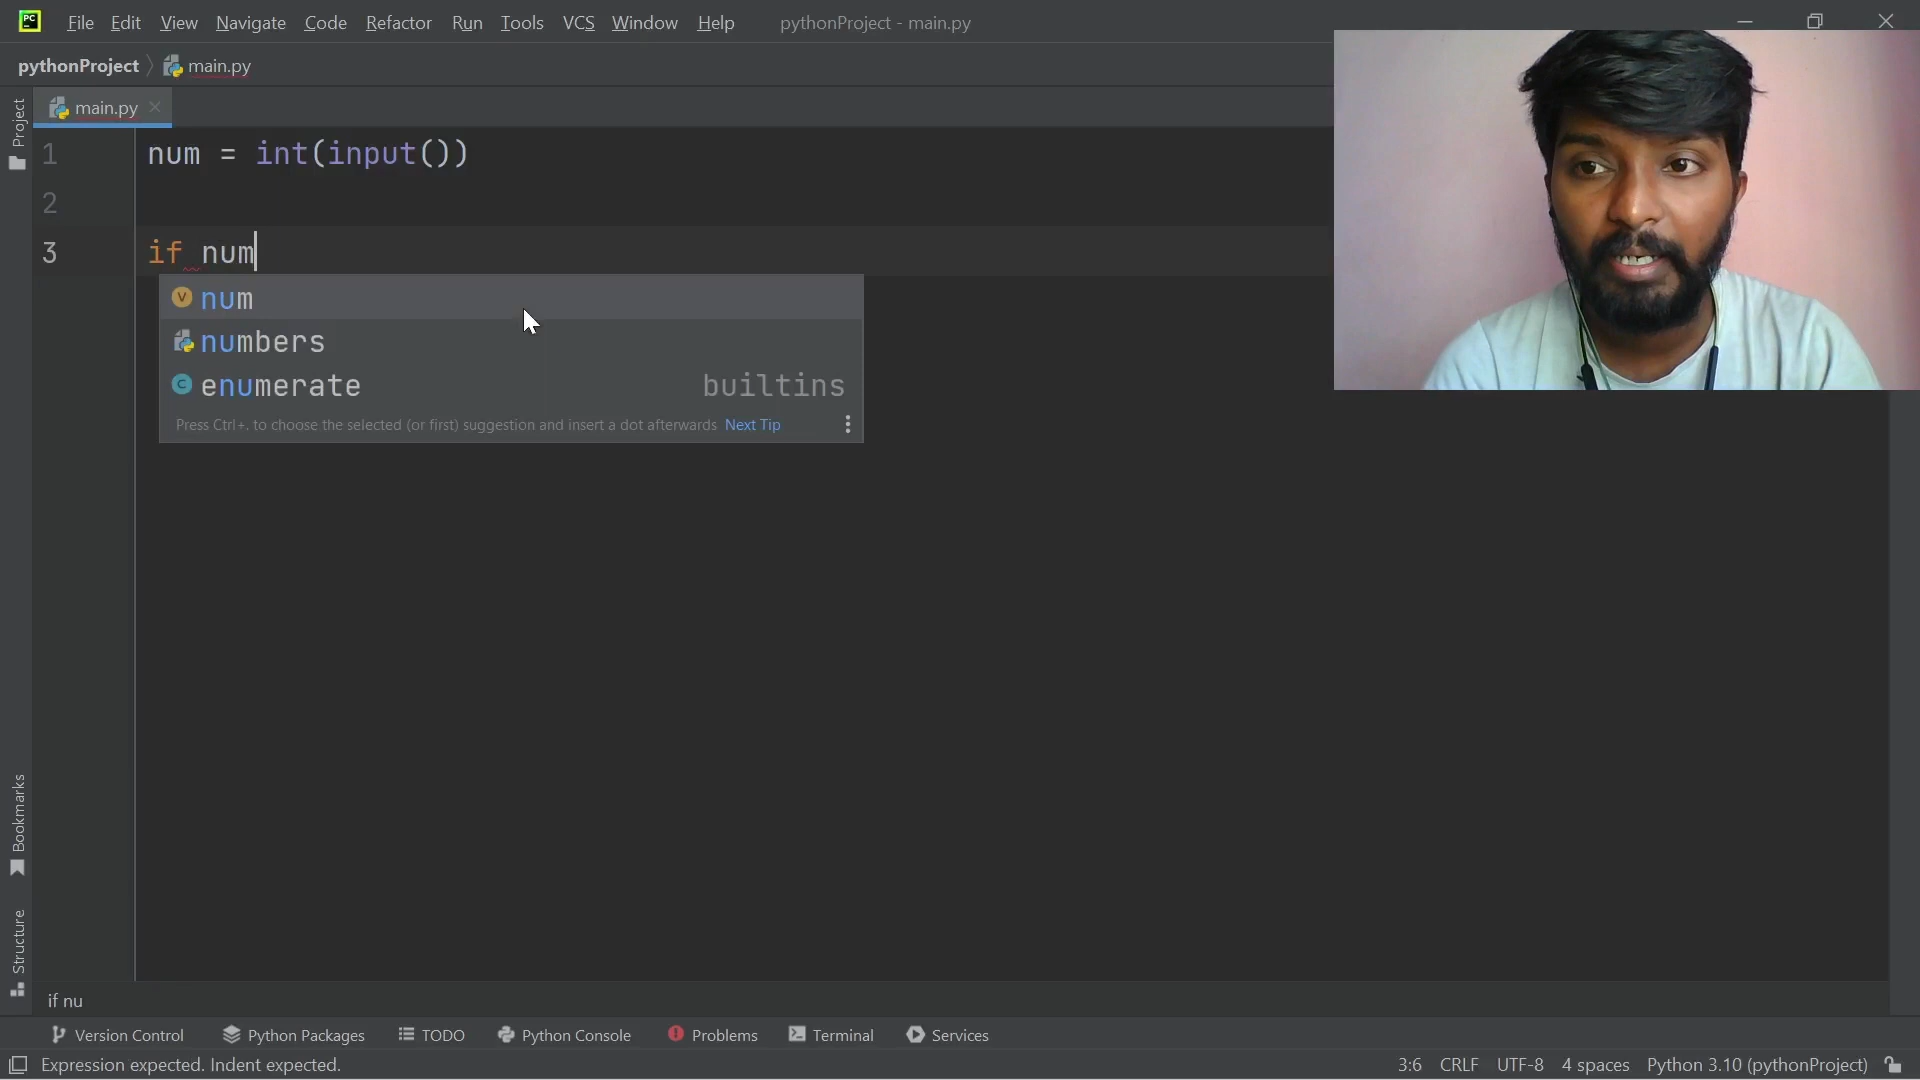 PC File Edit View Navigate Code Refactor Run Tools VCS Window Help pythonProject - main.py
pythonProject main.py
main.py
Project
1 num = int(input())
2
3 if num
V num
numbers
C enumerate builtins
Press Ctrl+. to choose the selected (or first) suggestion and insert a dot afterwards Next Tip
Bookmarks
Structure
if nu
Version Control Python Packages TODO Python Console Problems Terminal Services
Expression expected. Indent expected. 3:6 CRLF UTF-8 4 spaces Python 3.10 (pythonProject)